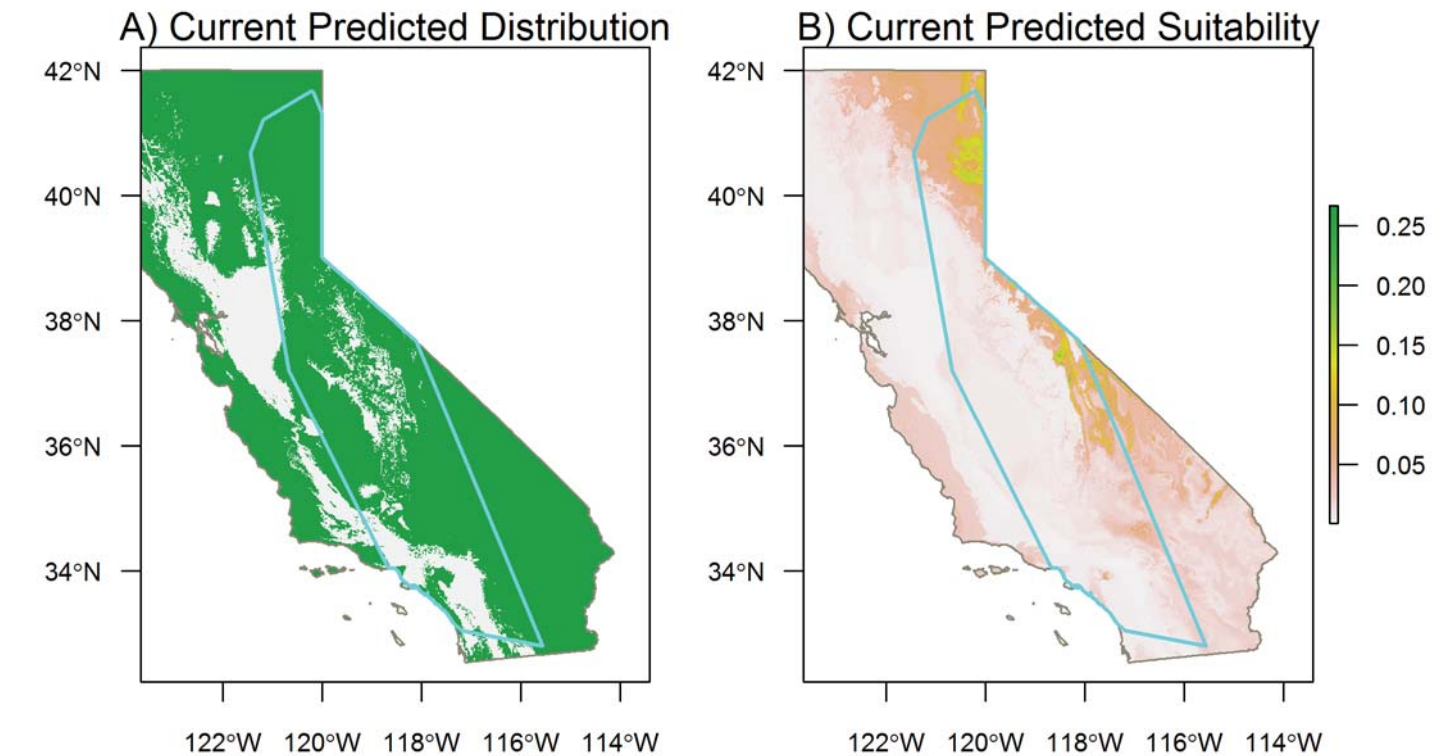 A) Current Predicted Distribution
B) Current Predicted Suitability
42°N
40°N
38°N
36°N
34°N
122°W 120°W 118°W 116°W 114°W
42°N
40°N
38°N
36°N
34°N
122°W 120°W 118°W 116°W 114°W
0.25
0.20
0.15
0.10
0.05